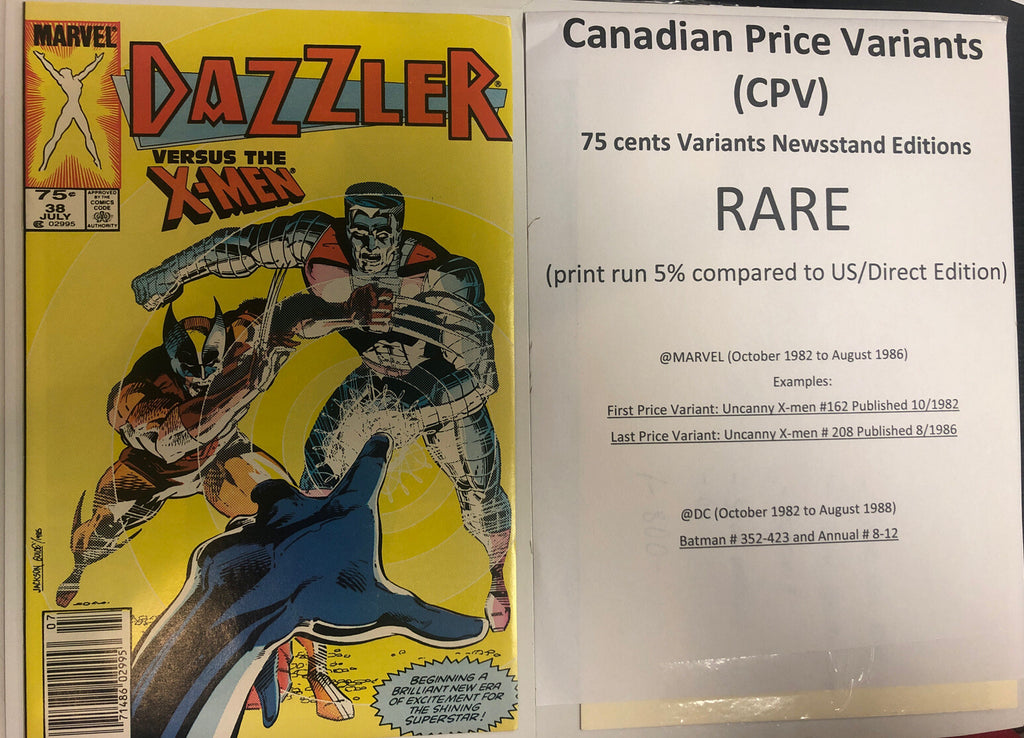 MARVEL
DAZZLER®
VERSUS THE
X-MEN®
75¢
38
JULY
02995
APPROVED
BY THE
COMICS
CODE
AUTHORITY
JACKSON GUICE/1985
07
71486 02995
BEGINNING A
BRILLIANT NEW ERA
OF EXCITEMENT FOR
THE SHINING
SUPERSTAR!
Canadian Price Variants
(CPV)
75 cents Variants Newsstand Editions
RARE
(print run 5% compared to US/Direct Edition)
@MARVEL (October 1982 to August 1986)
Examples:
First Price Variant: Uncanny X-men #162 Published 10/1982
Last Price Variant: Uncanny X-men # 208 Published 8/1986
@DC (October 1982 to August 1988)
Batman # 352-423 and Annual # 8-12